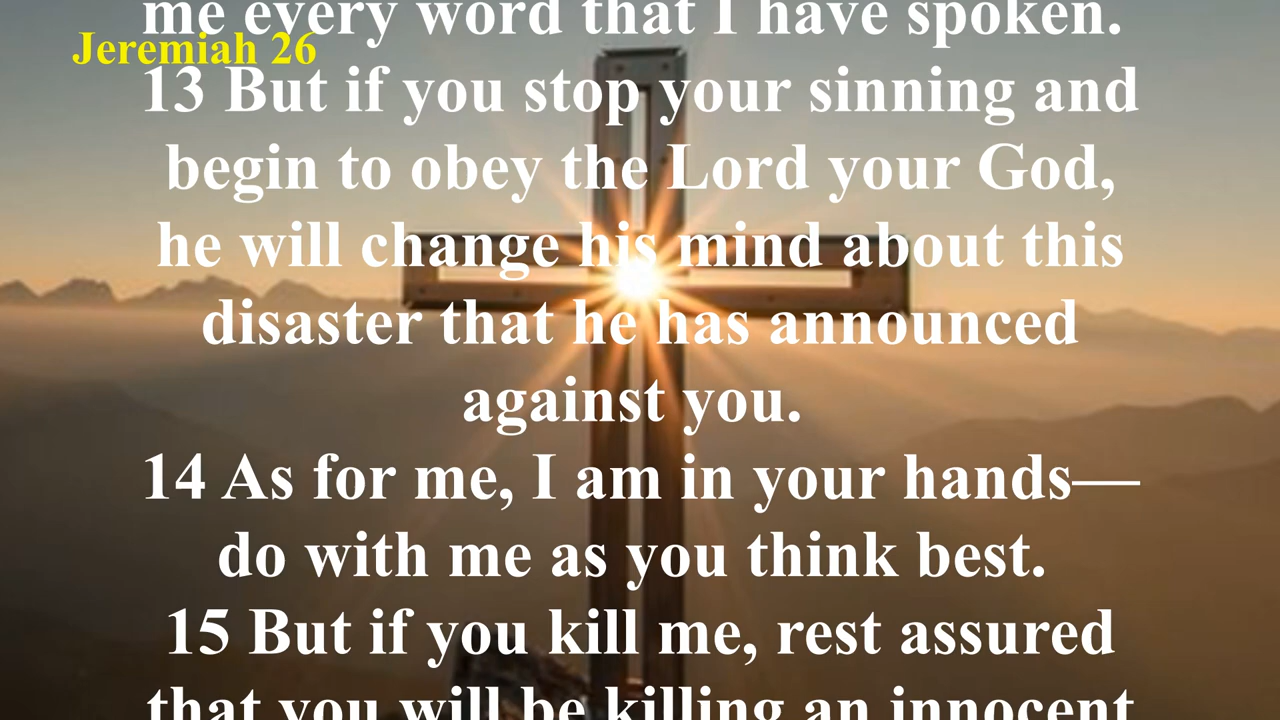 me every word that I have spoken.
Jeremiah 26
13 But if you stop your sinning and
begin to obey the Lord your God,
he will change his mind about this
disaster that he has announced
against you.
14 As for me, I am in your hands—
do with me as you think best.
15 But if you kill me, rest assured
that you will be killing an innocent